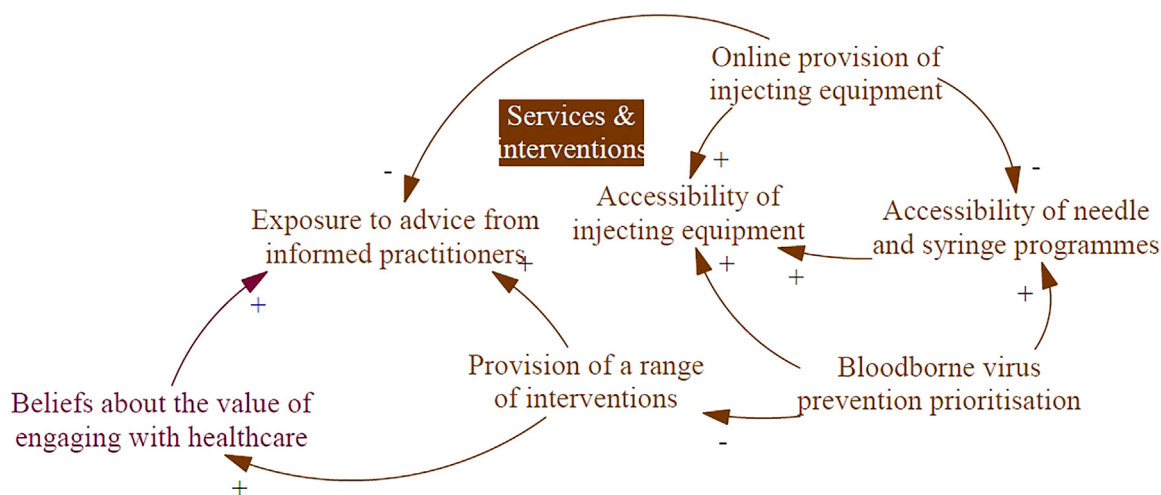 Online provision of
injecting equipment
Services &
interventions
-
+
-
Exposure to advice from
informed practitioners
+
Accessibility of
injecting equipment
+
+
Accessibility of needle
and syringe programmes
+
+
Provision of a range
of interventions
-
Bloodborne virus
prevention prioritisation
Beliefs about the value of
engaging with healthcare
+